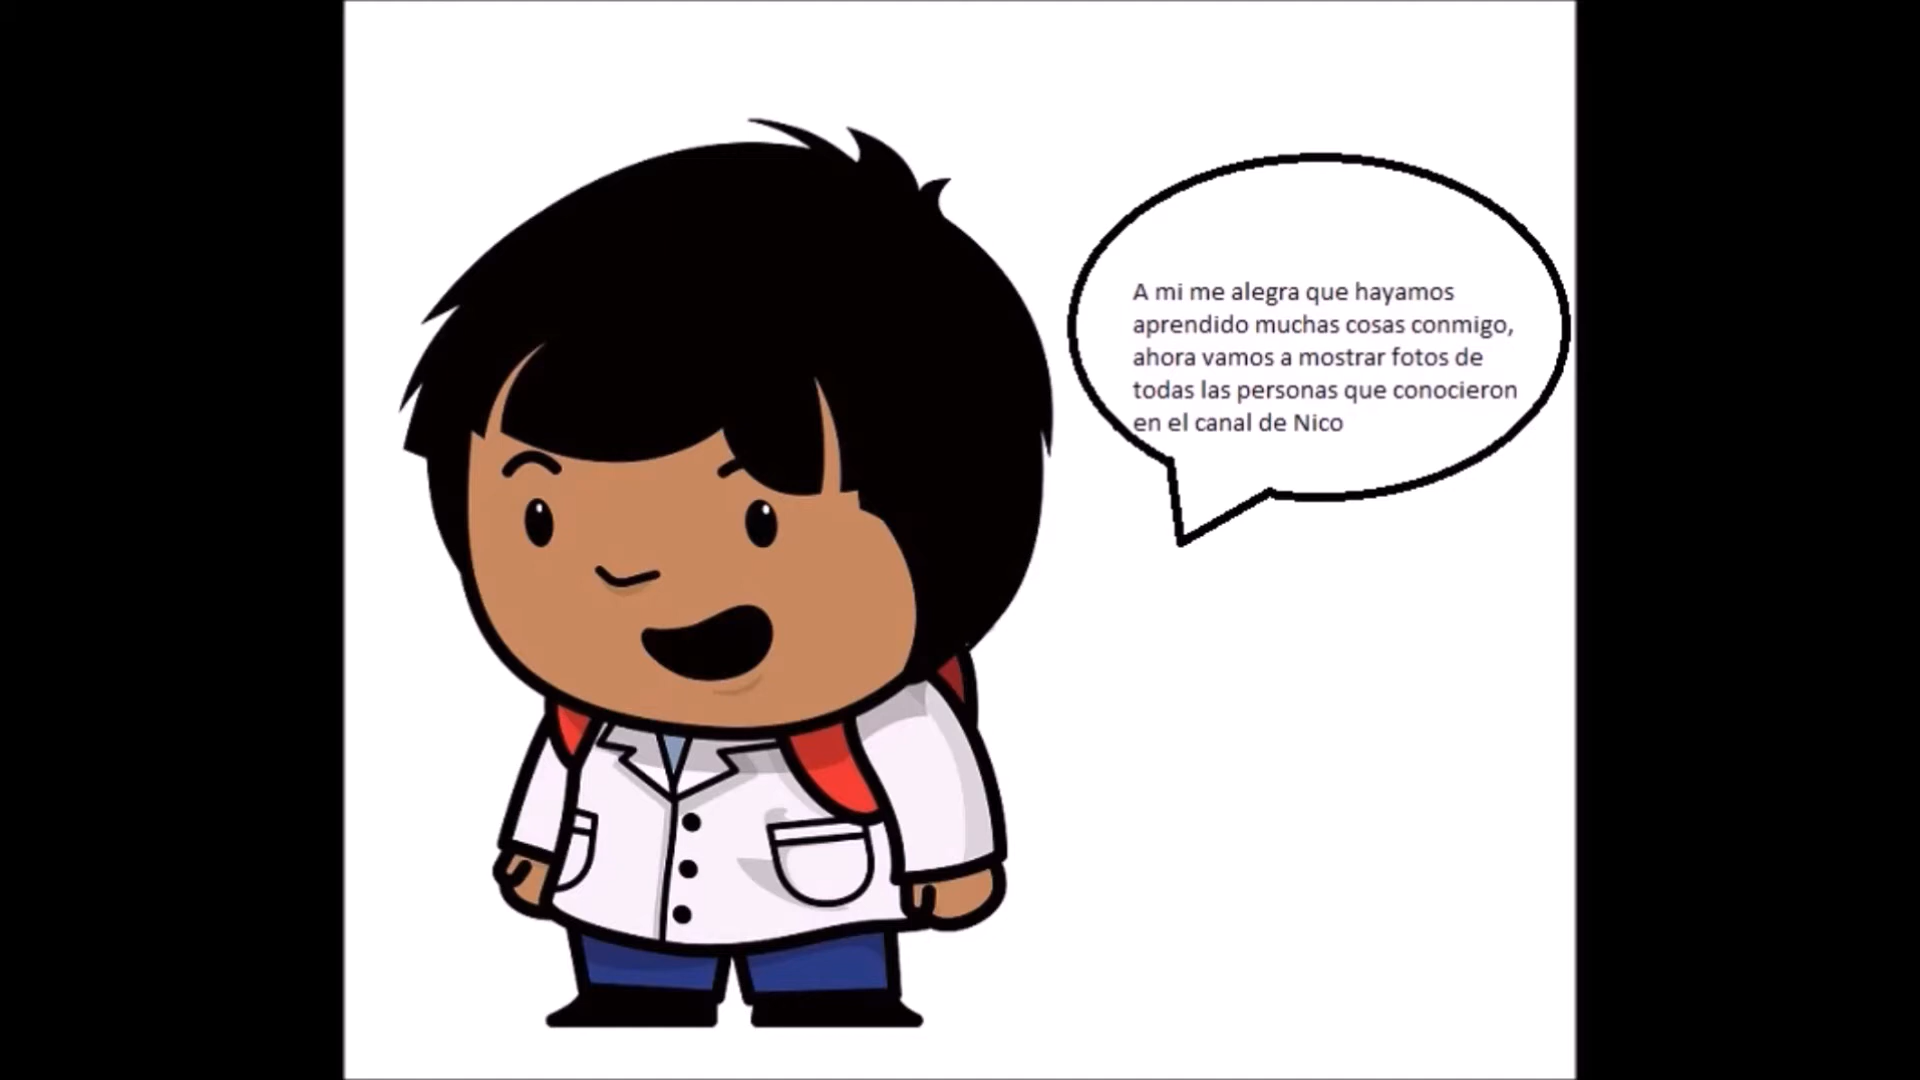 A mi me alegra que hayamos
aprendido muchas cosas conmigo,
ahora vamos a mostrar fotos de
todas las personas que conocieron
en el canal de Nico